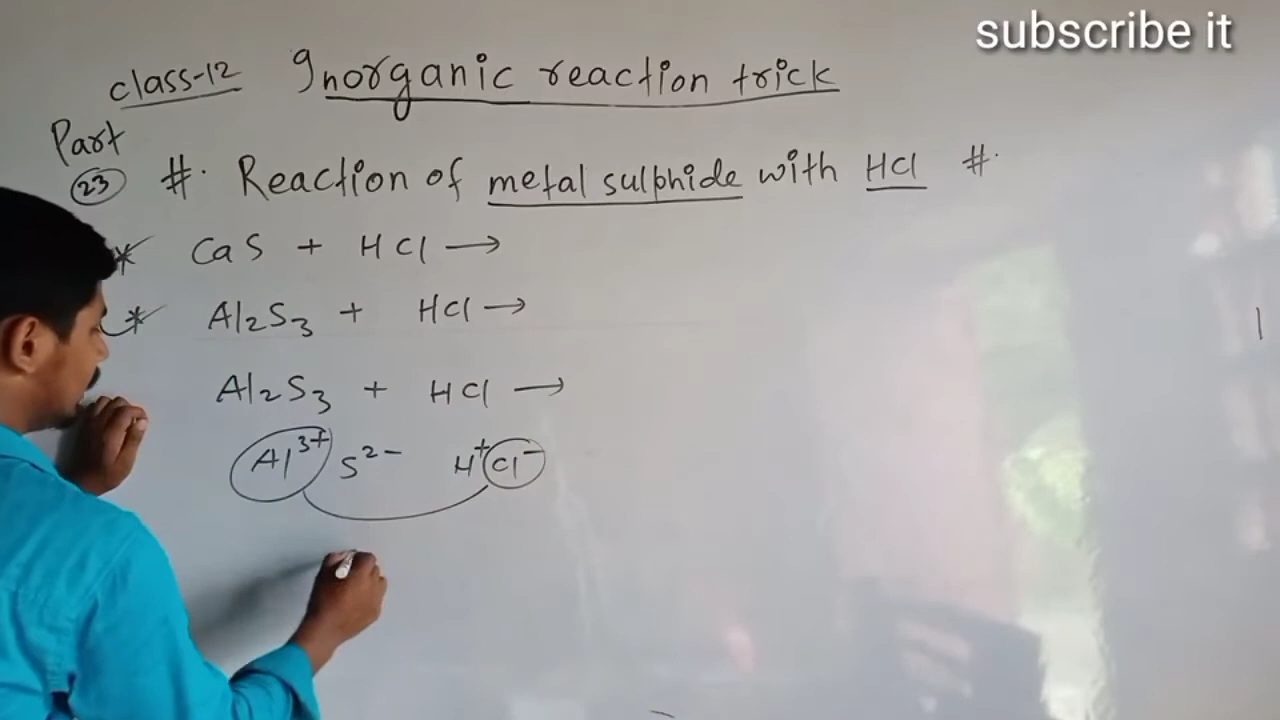 subscribe it
class-12 Inorganic reaction trick
Part
23 #. Reaction of metal sulphide with HCl #.
* CaS + HCl →
* Al₂S₃ + HCl →
Al₂S₃ + HCl →
Al³⁺ S²⁻ H⁺Cl⁻